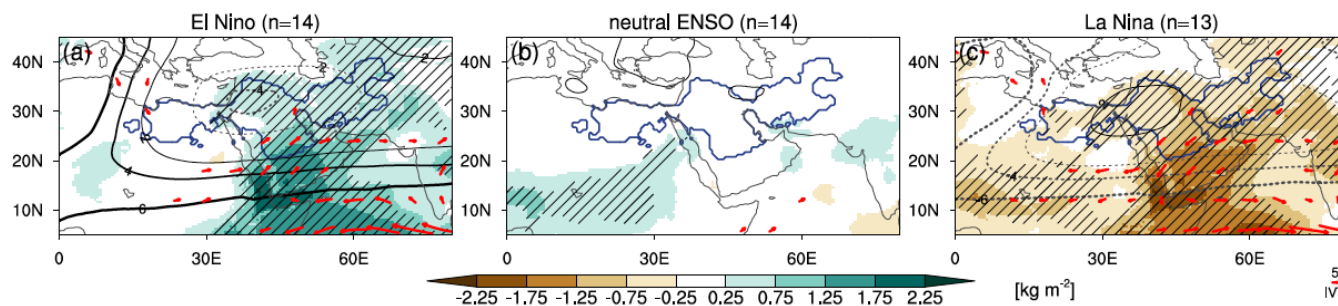 El Nino (n=14)
neutral ENSO (n=14)
La Nina (n=13)
(a)
(b)
(c)
40N
30N
20N
10N
-2
2
-4
4
6
0
30E
60E
40N
30N
20N
10N
0
0
30E
60E
40N
30N
20N
10N
2
-4
-6
0
30E
60E
-2.25 -1.75 -1.25 -0.75 -0.25 0.25 0.75 1.25 1.75 2.25
[kg m⁻²]
5
IV